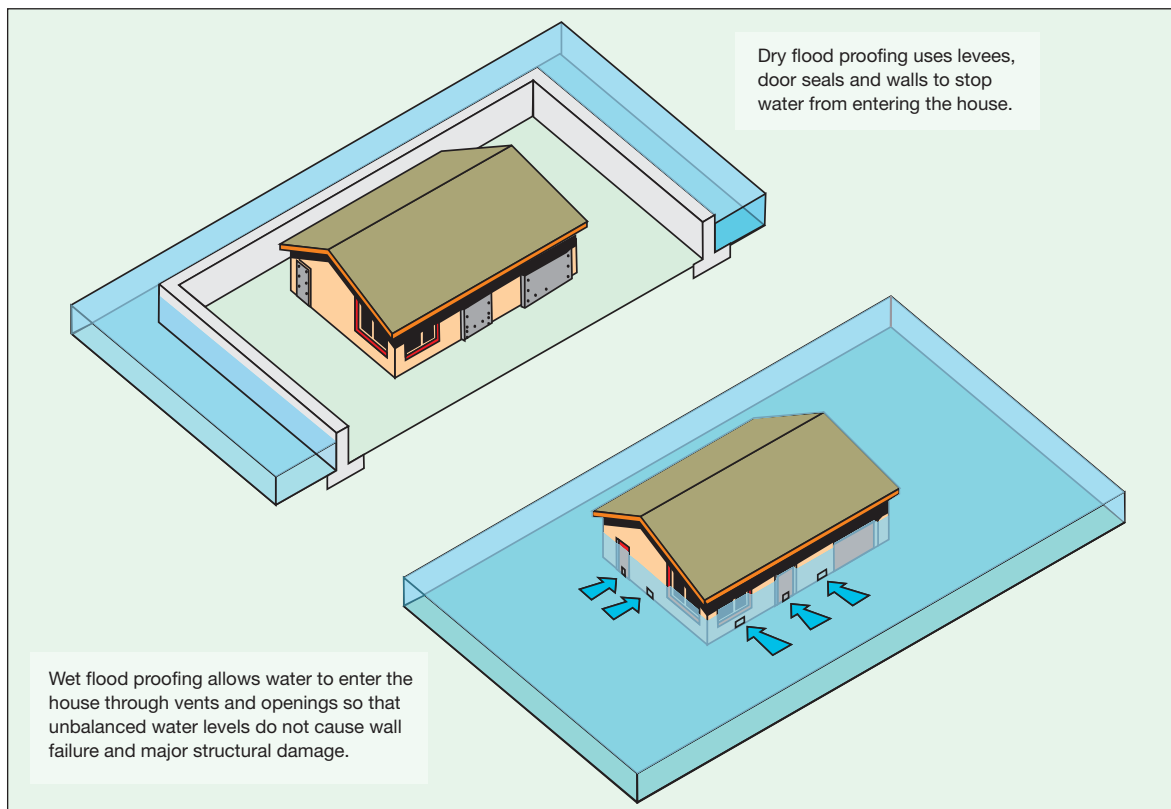 Dry flood proofing uses levees,
door seals and walls to stop
water from entering the house.
Wet flood proofing allows water to enter the
house through vents and openings so that
unbalanced water levels do not cause wall
failure and major structural damage.